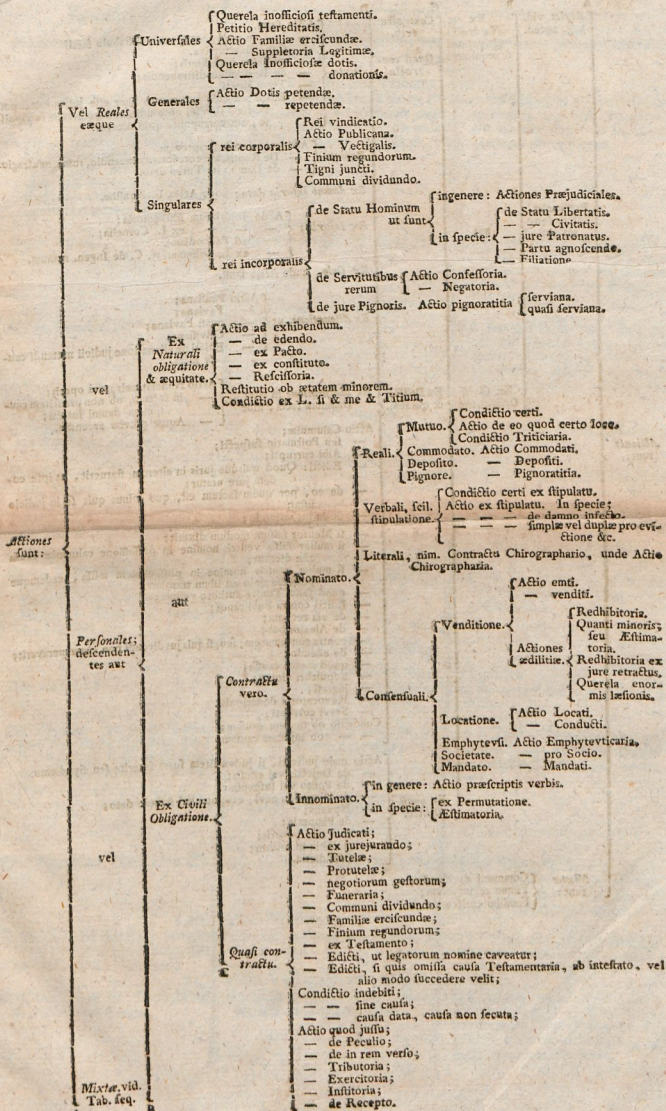 Querela inofficiosi testamenti.
Petitio Hereditatis.
Universales Actio Familiæ erciscundæ.
— Suppletoria Legitimæ.
Querela Inofficiosæ dotis.
— — — — donationis.
Generales Actio Dotis petendæ.
— — repetendæ.
Vel Reales
eæque
Rei vindicatio.
Actio Publicana.
rei corporalis — Vectigalis.
Finium regundorum.
Tigni juncti.
Communi dividundo.
Singulares
ingenere: Actiones Præjudiciales.
de Statu Hominum
ut sunt
de Statu Libertatis.
— — Civitatis.
in specie: — jure Patronatus.
— Partu agnoscendo.
— Filiatione
rei incorporalis
de Servitutibus Actio Confessoria.
rerum — Negatoria.
de jure Pignoris. Actio pignoratitia serviana.
quasi serviana.
vel
Ex
Naturali
obligatione
& æquitate.
Actio ad exhibendum.
— de edendo.
— ex Pacto.
— ex constituto.
— Rescissoria.
Restitutio ob ætatem minorem.
Condictio ex L. si & me & Titium.
Condictio certi.
Mutuo. Actio de eo quod certo loco.
Condictio Triticiaria.
Reali. Commodato. Actio Commodati.
Deposito. — Depositi.
Pignore. — Pignoratitia.
Verbali, scil.
stipulatione.
Condictio certi ex stipulatu.
Actio ex stipulatu. In specie;
— — — de damno infecto.
— — — simplæ vel duplæ pro evi-
ctione &c.
Actiones
sunt:
Literali, nim. Contractu Chirographario, unde Actio
Chirographaria.
aut
Nominato.
Actio emti.
— venditi.
Venditione.
Redhibitoria.
Quanti minoris;
seu Æstima-
toria.
Actiones
ædilitiæ.
Redhibitoria ex
jure retractus.
Querela enor-
mis læsionis.
Personales;
descenden-
tes aut
Contractu
vero.
Consensuali.
Locatione. Actio Locati.
— Conducti.
Emphytevsi. Actio Emphytevticaria.
Societate. — pro Socio.
Mandato. — Mandati.
Innominato. in genere: Actio præscriptis verbis.
in specie: ex Permutatione.
Æstimatoria.
Ex Civili
Obligatione.
vel
Quasi con-
tractu.
Actio Judicati;
— ex jurejurando;
— Tutelæ;
— Protutelæ;
— negotiorum gestorum;
— Funeraria;
— Communi dividundo;
— Familiæ erciscundæ;
— Finium regundorum;
— ex Testamento;
— Edicti, ut legatorum nomine caveatur;
— Edicti, si quis omissa causa Testamentaria, ab intestato, vel
alio modo succedere velit;
Condictio indebiti;
— — sine causa;
— — causa data, causa non secuta;
Actio quod jussu;
— de Peculio;
— de in rem verso;
— Tributoria;
— Exercitoria;
— Institoria;
— de Recepto.
Mixtæ. vid.
Tab. seq.